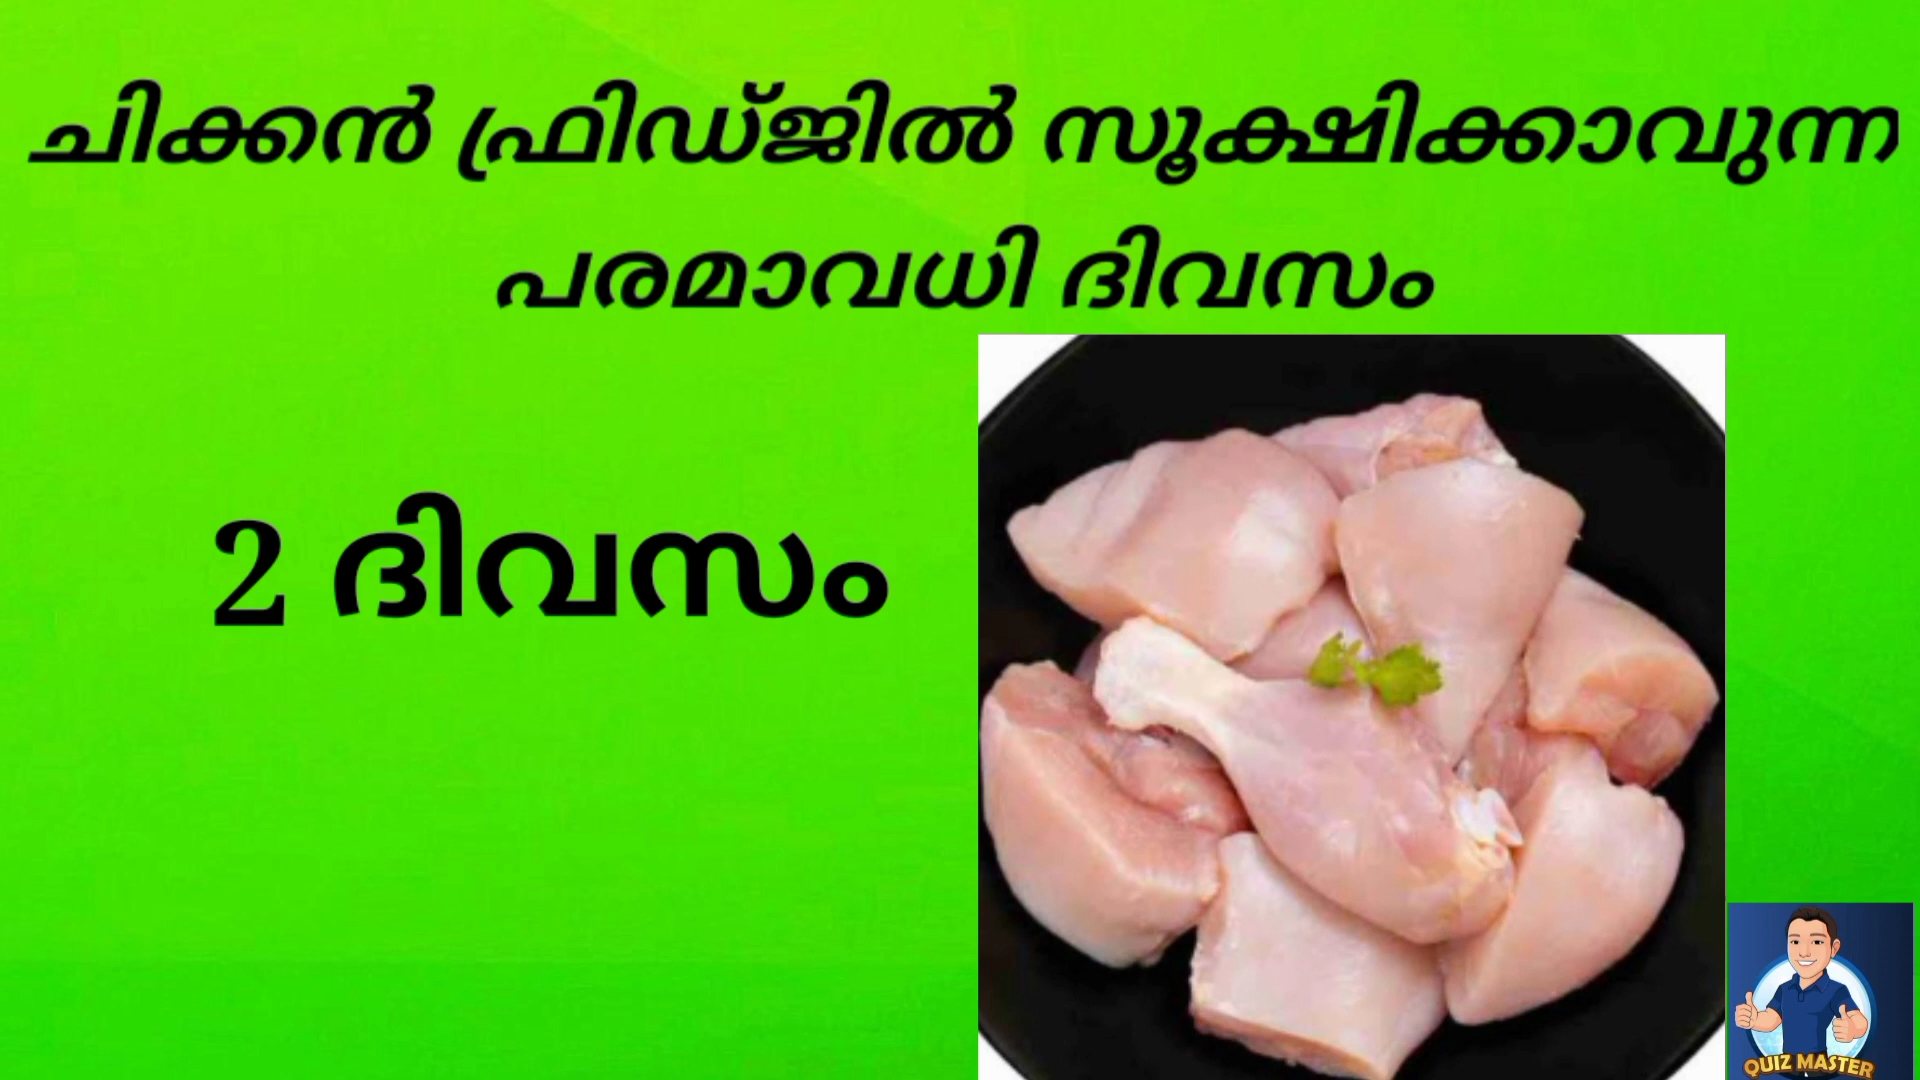 ചിക്കൻ ഫ്രിഡ്ജിൽ സൂക്ഷിക്കാവുന്ന
പരമാവധി ദിവസം
2 ദിവസം
QUIZ MASTER